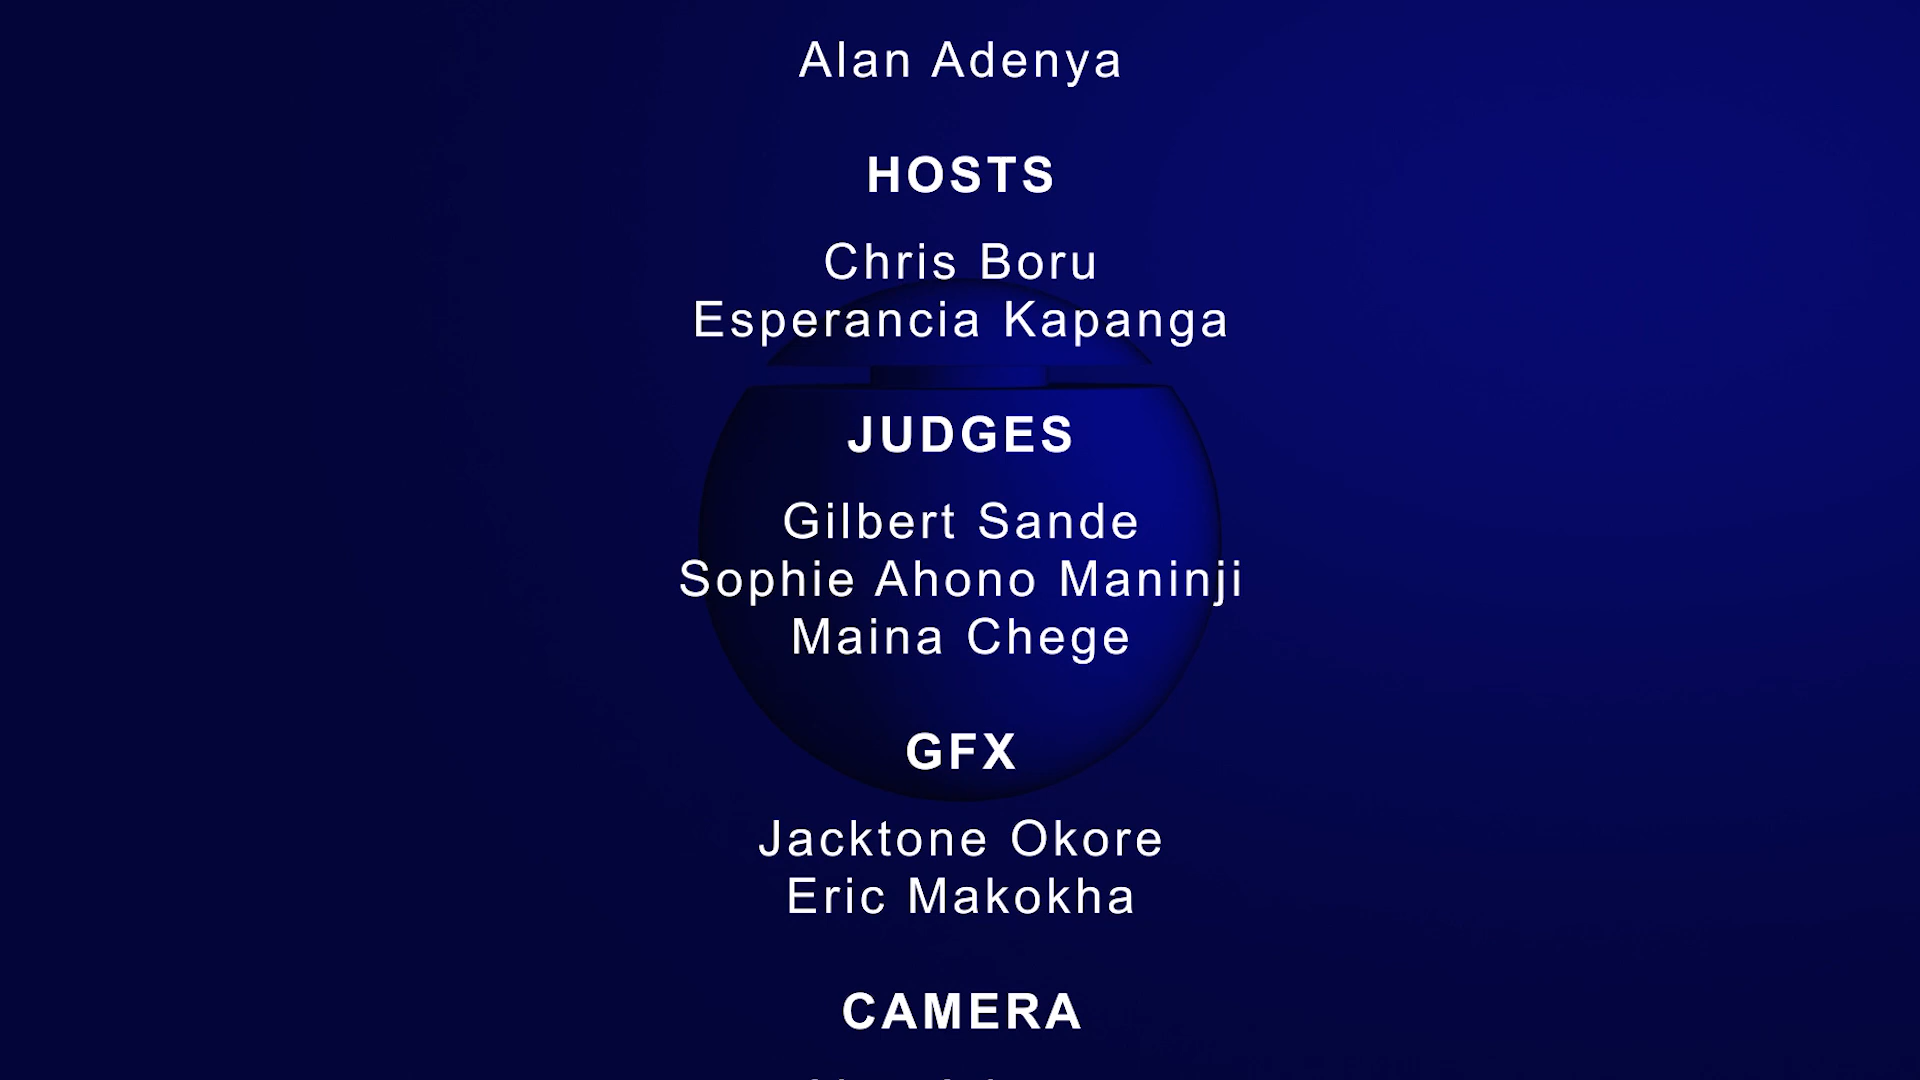 Alan Adenya
HOSTS
Chris Boru
Esperancia Kapanga
JUDGES
Gilbert Sande
Sophie Ahono Maninji
Maina Chege
GFX
Jacktone Okore
Eric Makokha
CAMERA